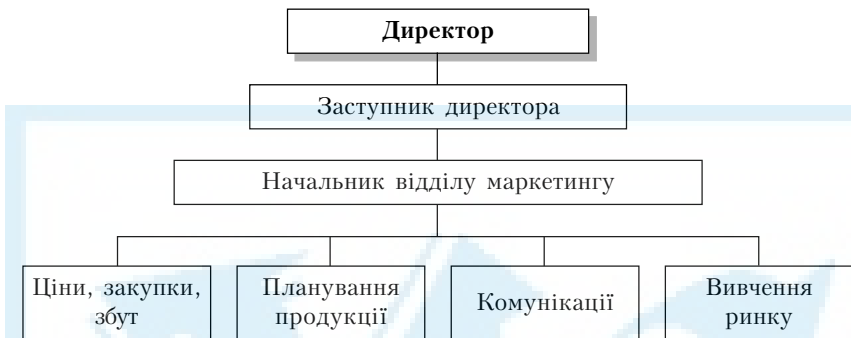 Директор
Заступник директора
Начальник відділу маркетингу
Ціни, закупки,
збут
Планування
продукції
Комунікації
Вивчення
ринку